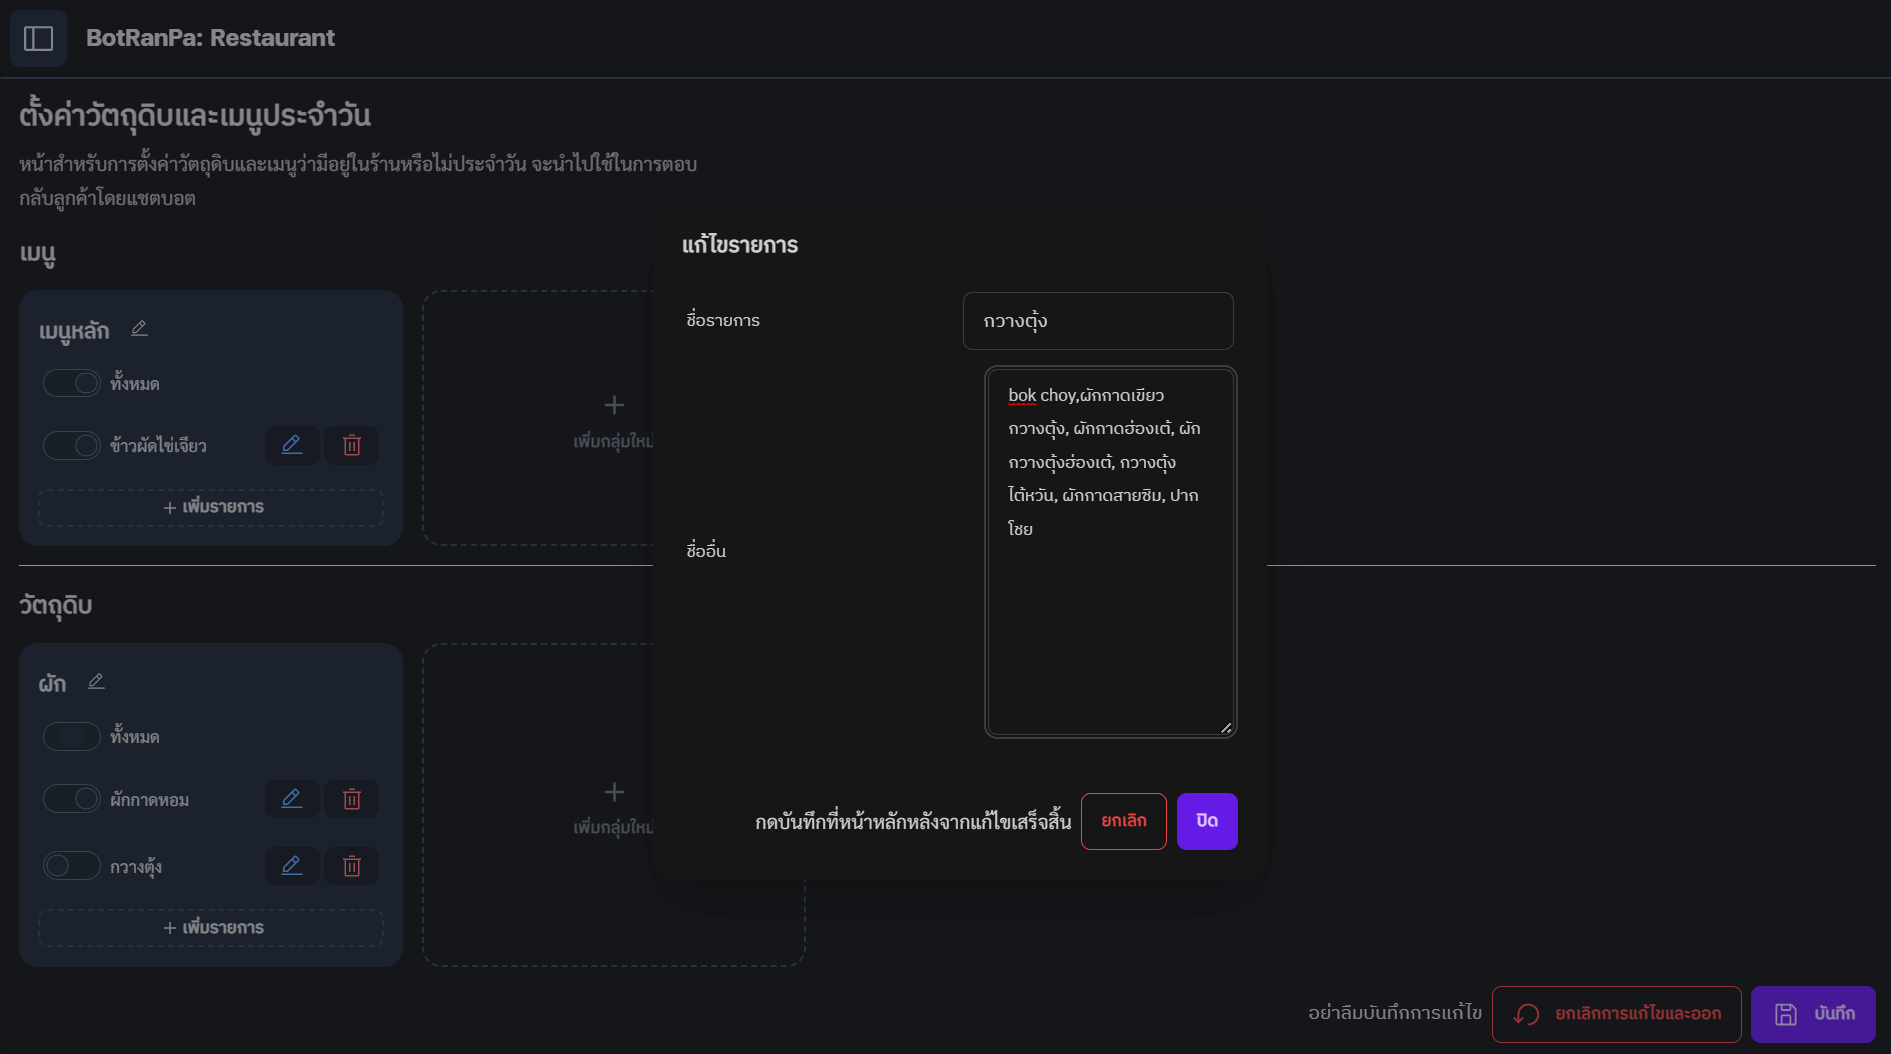 BotRanPa: Restaurant
ตั้งค่าวัตถุดิบและเมนูประจำวัน
หน้าสำหรับการตั้งค่าวัตถุดิบและเมนูว่ามีอยู่ในร้านหรือไม่ประจำวัน จะนำไปใช้ในการตอบ
กลับลูกค้าโดยแชตบอต
เมนู
เมนูหลัก
ทั้งหมด
ข้าวผัดไข่เจียว
+ เพิ่มรายการ
เพิ่มกลุ่มใหม่
วัตถุดิบ
ผัก
ทั้งหมด
ผักกาดหอม
กวางตุ้ง
+ เพิ่มรายการ
เพิ่มกลุ่มใหม่
แก้ไขรายการ
ชื่อรายการ
กวางตุ้ง
ชื่ออื่น
bok choy,ผักกาดเขียว
กวางตุ้ง, ผักกาดฮ่องเต้, ผัก
กวางตุ้งฮ่องเต้, กวางตุ้ง
ไต้หวัน, ผักกาดสายซิม, ปาก
โชย
กดบันทึกที่หน้าหลักหลังจากแก้ไขเสร็จสิ้น
ยกเลิก
ปิด
อย่าลืมบันทึกการแก้ไข
ยกเลิกการแก้ไขและออก
บันทึก